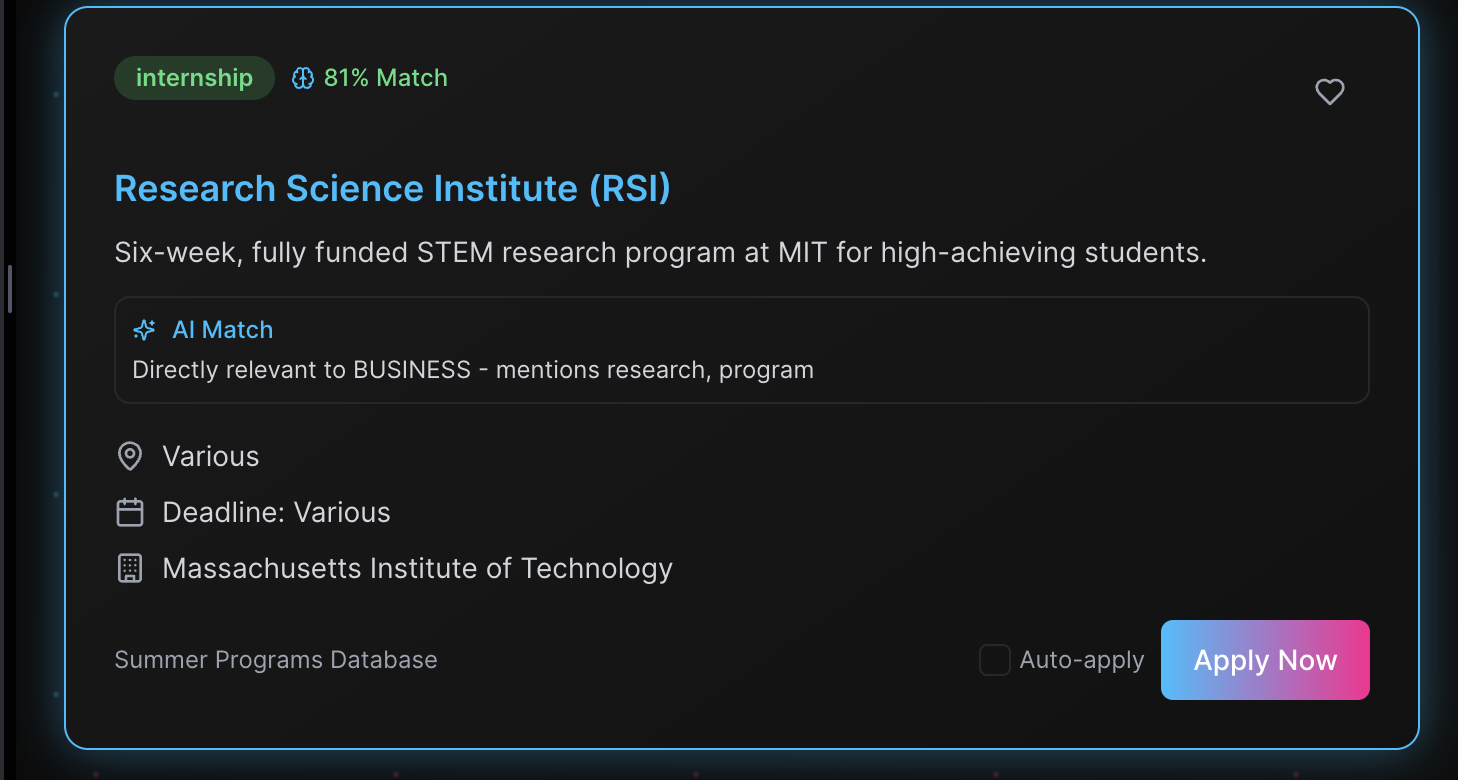 internship
81% Match
Research Science Institute (RSI)
Six-week, fully funded STEM research program at MIT for high-achieving students.
AI Match
Directly relevant to BUSINESS - mentions research, program
Various
Deadline: Various
Massachusetts Institute of Technology
Summer Programs Database
Auto-apply
Apply Now